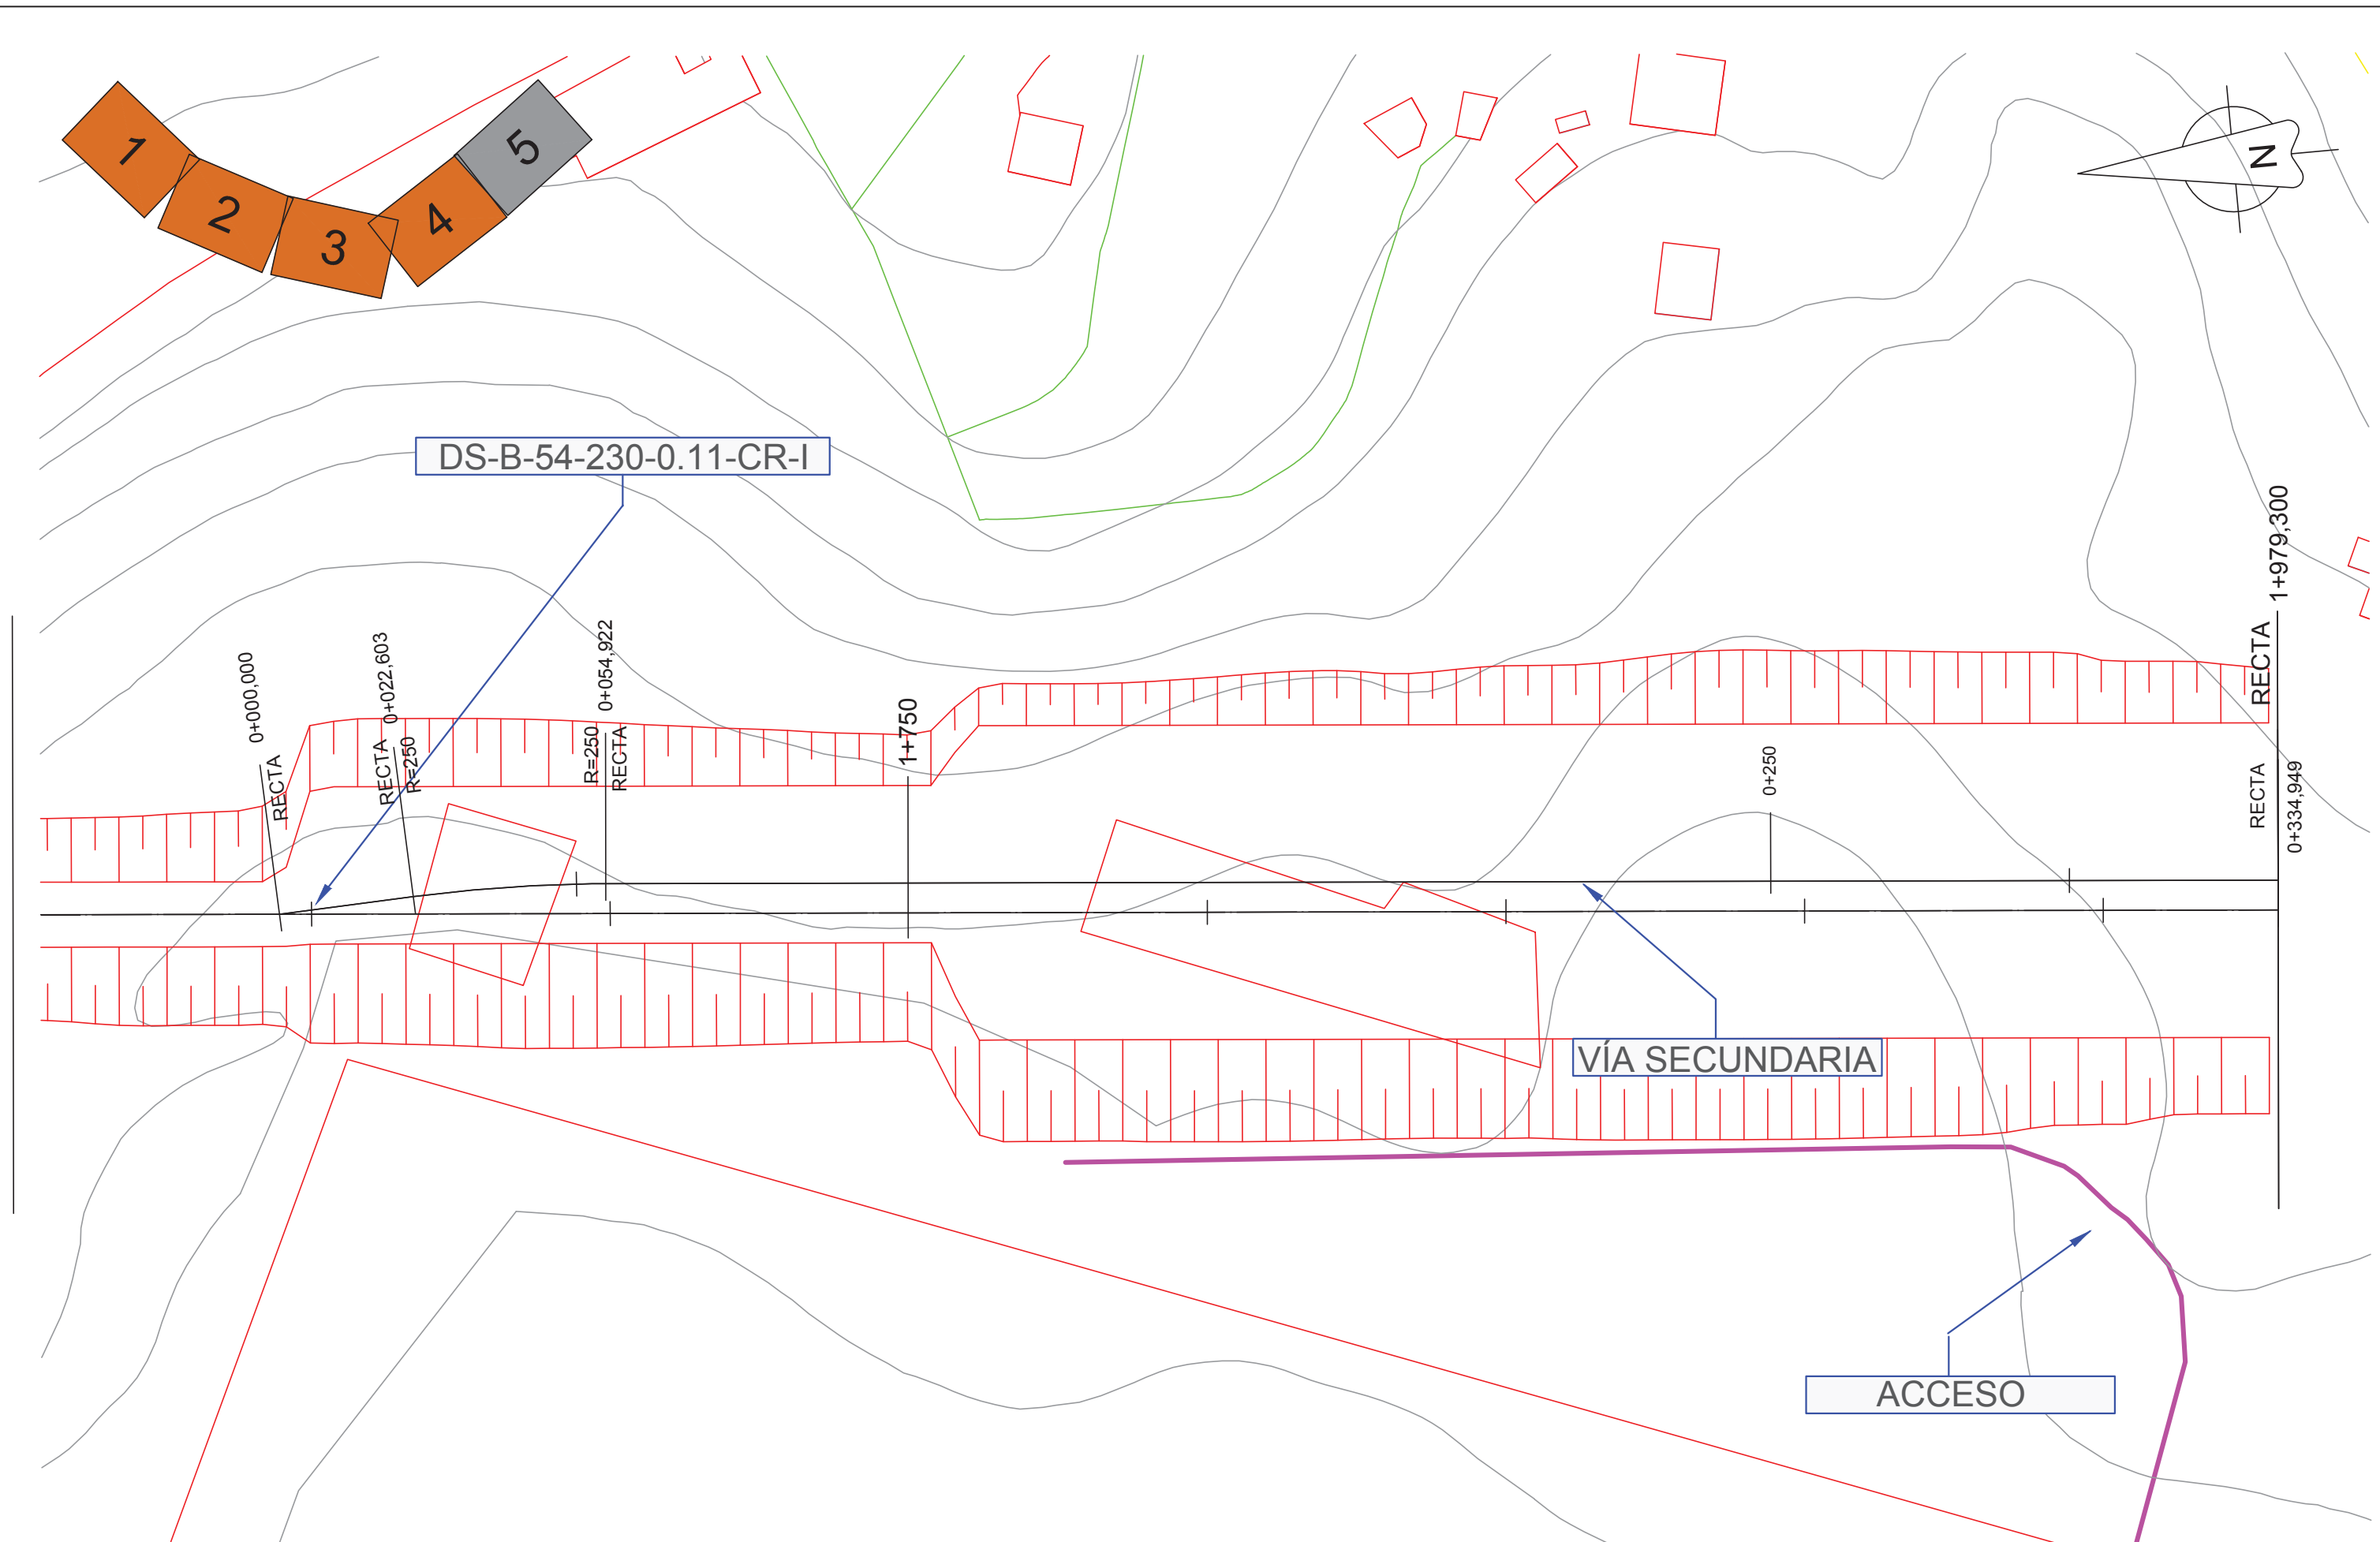 1
2
3
4
5
N
DS-B-54-230-0.11-CR-I
0+000,000
RECTA
RECTA
0+022,603
R=250
R=250
0+054,922
RECTA
1+750
0+250
1+979,300
RECTA
RECTA
0+334,949
VÍA SECUNDARIA
ACCESO